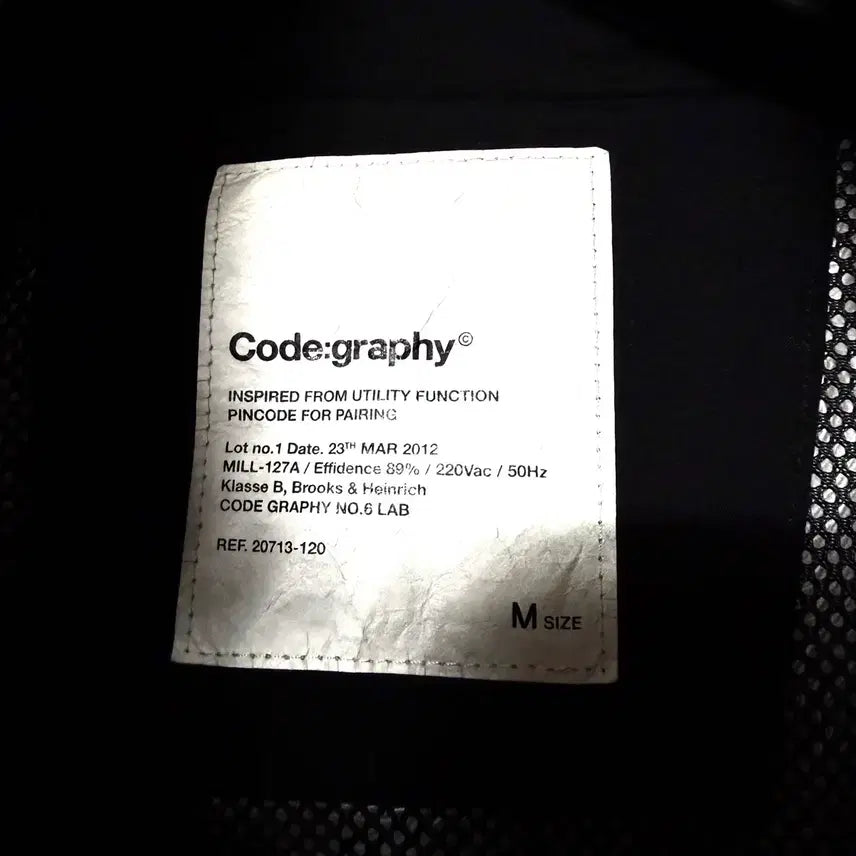 Code:graphy©
INSPIRED FROM UTILITY FUNCTION
PINCODE FOR PAIRING
Lot no.1 Date. 23TH MAR 2012
MILL-127A / Effidence 89% / 220Vac / 50Hz
Klasse B, Brooks & Heinrich
CODE GRAPHY NO.6 LAB
REF. 20713-120
M SIZE